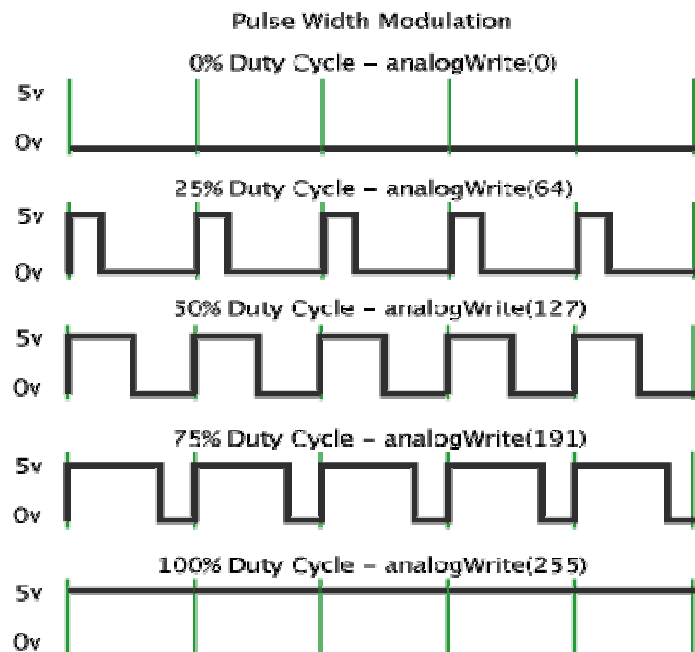 Pulse Width Modulation
0% Duty Cycle – analogWrite(0)
5v
0v
25% Duty Cycle – analogWrite(64)
5v
0v
50% Duty Cycle – analogWrite(127)
5v
0v
75% Duty Cycle – analogWrite(191)
5v
0v
100% Duty Cycle – analogWrite(255)
5v
0v